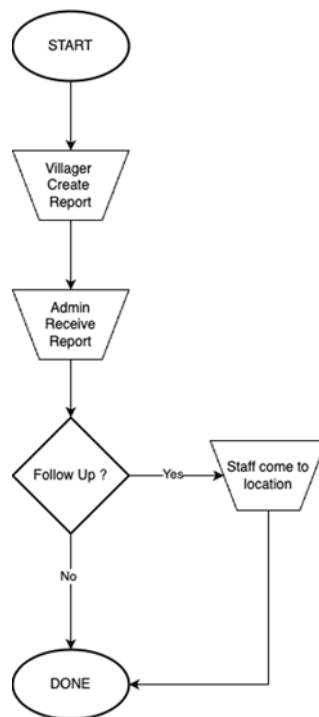 START
Villager
Create
Report
Admin
Receive
Report
Follow Up ?
Yes
Staff come to
location
No
DONE